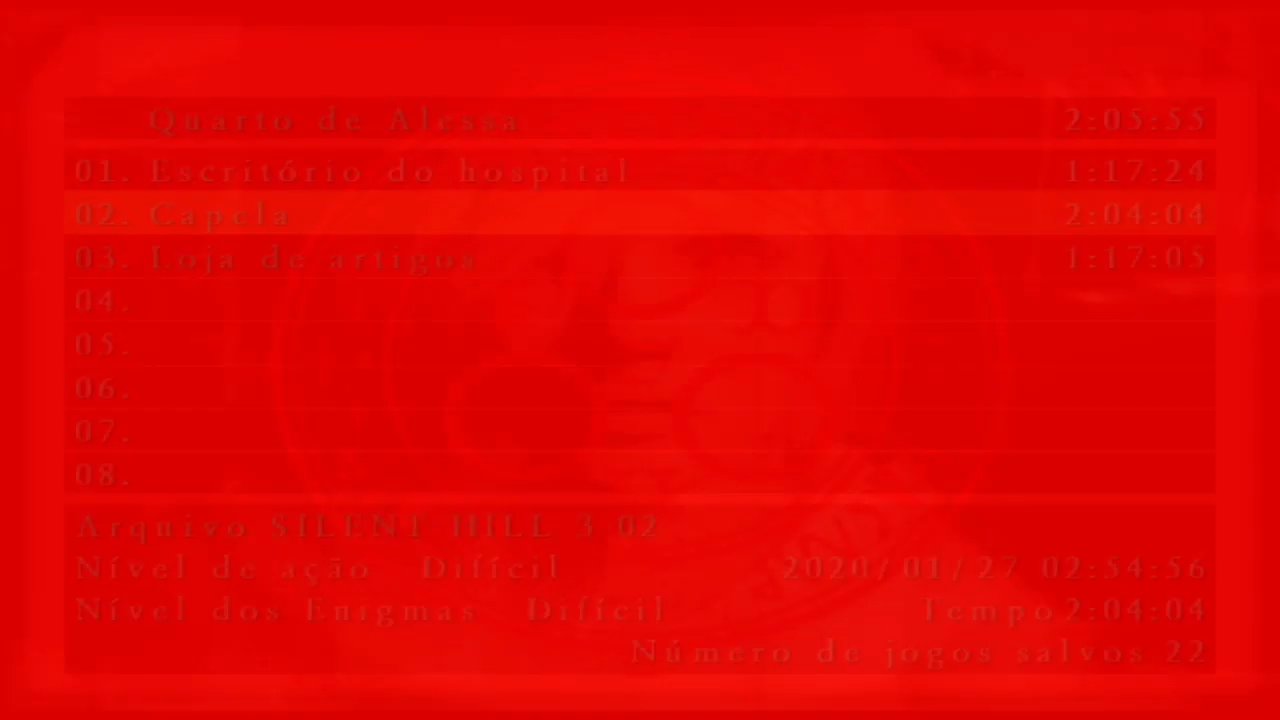 Quarto de Alessa 2:05:55
01. Escritório do hospital 1:17:24
02. Capela 2:04:04
03. Loja de artigos 1:17:05
04.
05.
06.
07.
08.
Arquivo SILENT HILL 3 02
Nível de ação Difícil 2020/01/27 02:54:56
Nível dos Enigmas Difícil Tempo 2:04:04
Número de jogos salvos 22